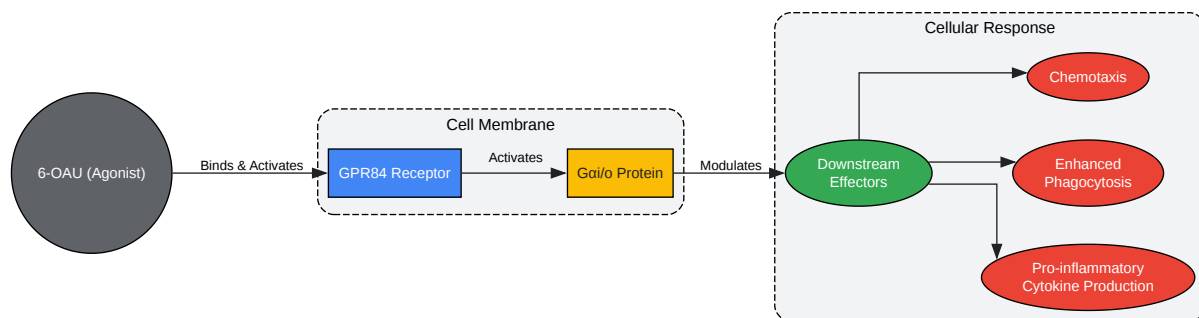 Cellular Response
Chemotaxis
Cell Membrane
6-OAU (Agonist)
Binds & Activates
GPR84 Receptor
Activates
Gαi/o Protein
Modulates
Downstream
Effectors
Enhanced
Phagocytosis
Pro-inflammatory
Cytokine Production